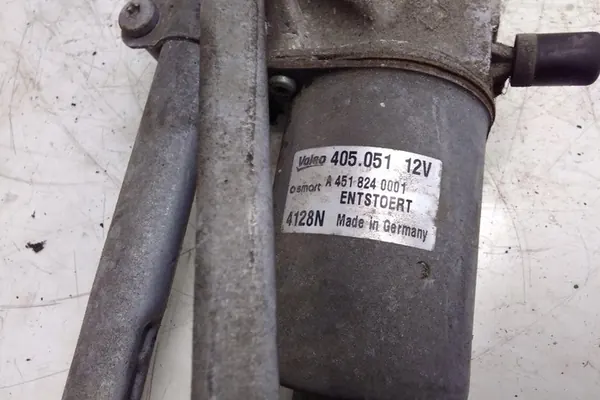 Valeo 405.051 12V
smart A 451 824 0001
ENTSTOERT
4128N Made in Germany